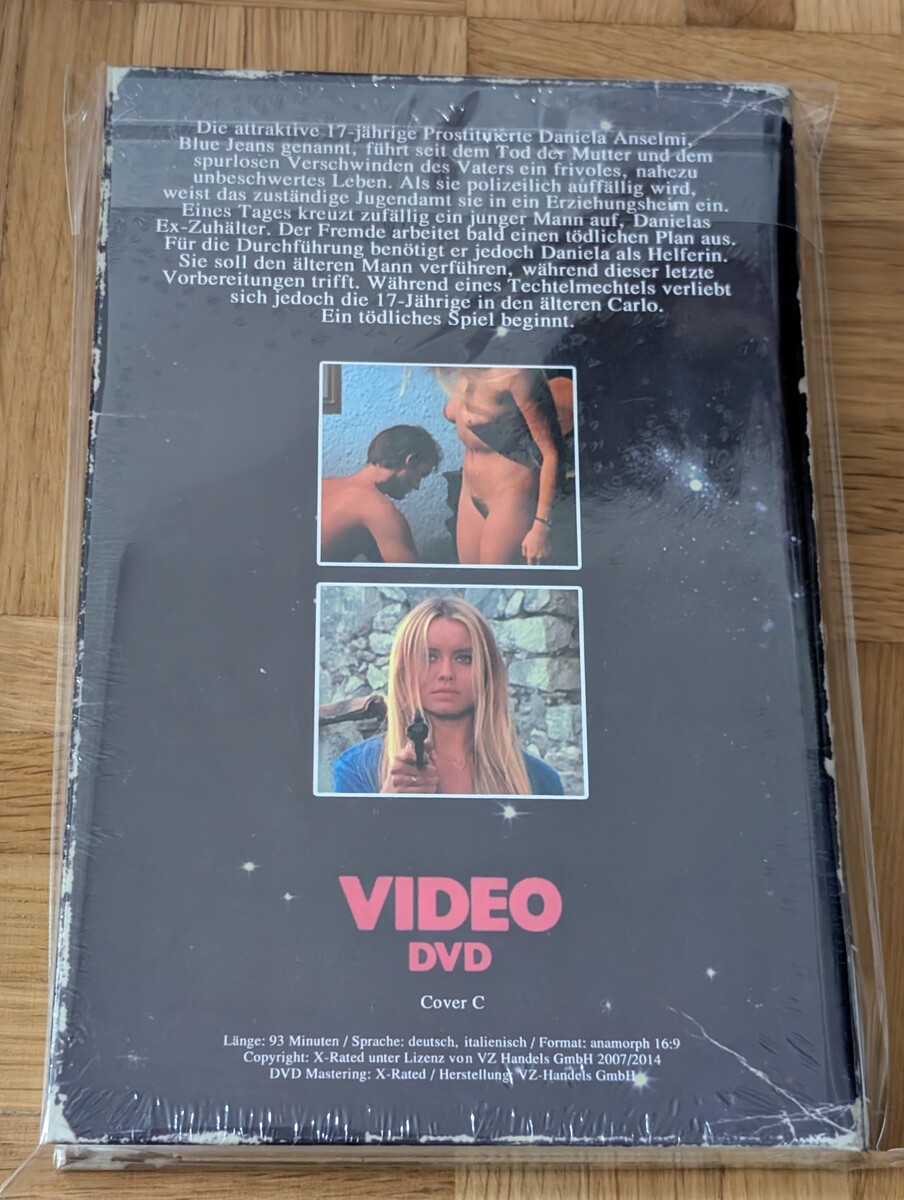 Die attraktive 17-jährige Prostituierte Daniela Anselmi,
Blue Jeans genannt, führt seit dem Tod der Mutter und dem
spurlosen Verschwinden des Vaters ein frivoles, nahezu
unbeschwertes Leben. Als sie polizeilich auffällig wird,
weist das zuständige Jugendamt sie in ein Erziehungsheim ein.
Eines Tages kreuzt zufällig ein junger Mann auf, Danielas
Ex-Zuhälter. Der Fremde arbeitet bald einen tödlichen Plan aus.
Für die Durchführung benötigt er jedoch Daniela als Helferin.
Sie soll den älteren Mann verführen, während dieser letzte
Vorbereitungen trifft. Während eines Techtelmechtels verliebt
sich jedoch die 17-Jährige in den älteren Carlo.
Ein tödliches Spiel beginnt.
VIDEO
DVD
Cover C
Länge: 93 Minuten / Sprache: deutsch, italienisch / Format: anamorph 16:9
Copyright: X-Rated unter Lizenz von VZ Handels GmbH 2007/2014
DVD Mastering: X-Rated / Herstellung: VZ-Handels GmbH